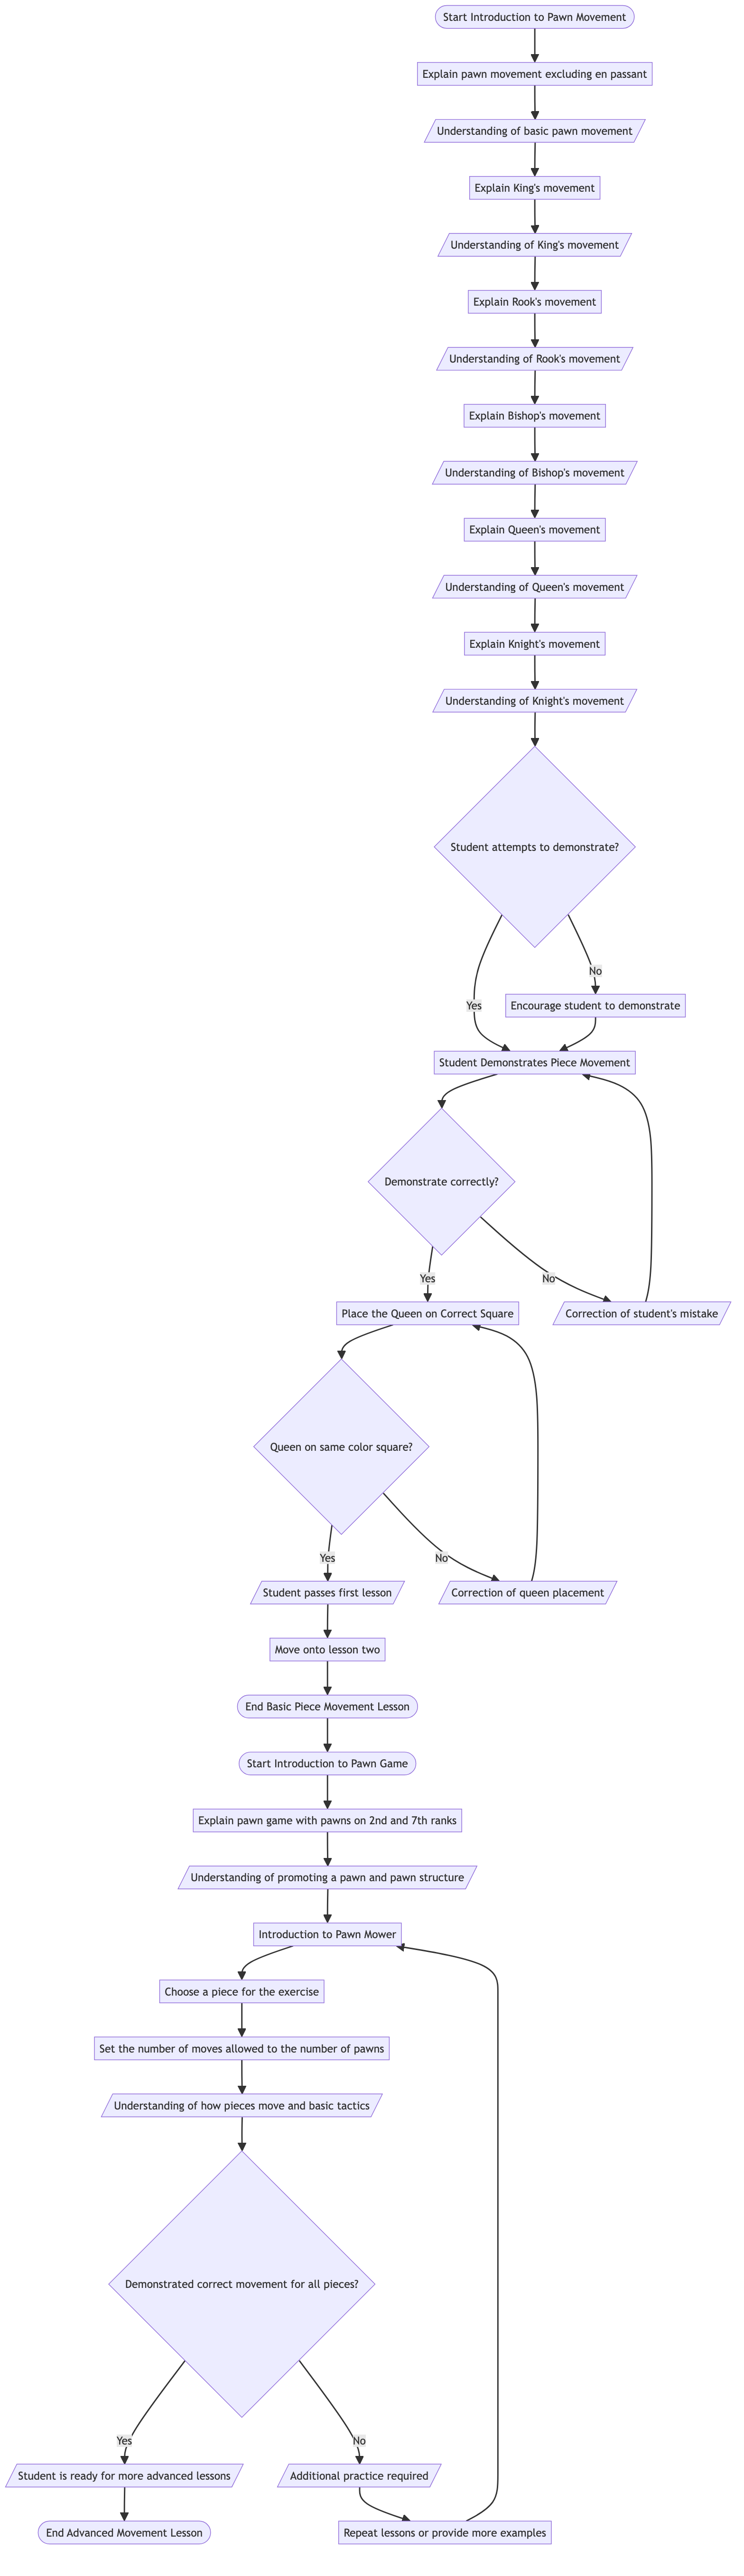 Start Introduction to Pawn Movement
Explain pawn movement excluding en passant
Understanding of basic pawn movement
Explain King's movement
Understanding of King's movement
Explain Rook's movement
Understanding of Rook's movement
Explain Bishop's movement
Understanding of Bishop's movement
Explain Queen's movement
Understanding of Queen's movement
Explain Knight's movement
Understanding of Knight's movement
Student attempts to demonstrate?
No
Yes
Encourage student to demonstrate
Student Demonstrates Piece Movement
Demonstrate correctly?
Yes
No
Place the Queen on Correct Square
Correction of student's mistake
Queen on same color square?
Yes
No
Student passes first lesson
Correction of queen placement
Move onto lesson two
End Basic Piece Movement Lesson
Start Introduction to Pawn Game
Explain pawn game with pawns on 2nd and 7th ranks
Understanding of promoting a pawn and pawn structure
Introduction to Pawn Mower
Choose a piece for the exercise
Set the number of moves allowed to the number of pawns
Understanding of how pieces move and basic tactics
Demonstrated correct movement for all pieces?
Yes
No
Student is ready for more advanced lessons
Additional practice required
End Advanced Movement Lesson
Repeat lessons or provide more examples